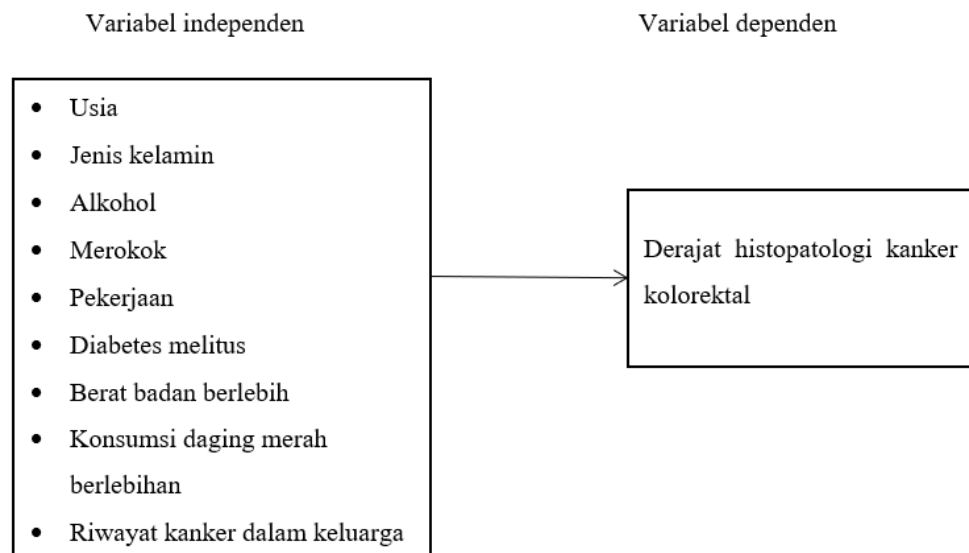 Variabel independen
Variabel dependen
• Usia
• Jenis kelamin
• Alkohol
• Merokok
• Pekerjaan
• Diabetes melitus
• Berat badan berlebih
• Konsumsi daging merah
berlebihan
• Riwayat kanker dalam keluarga
Derajat histopatologi kanker
kolorektal